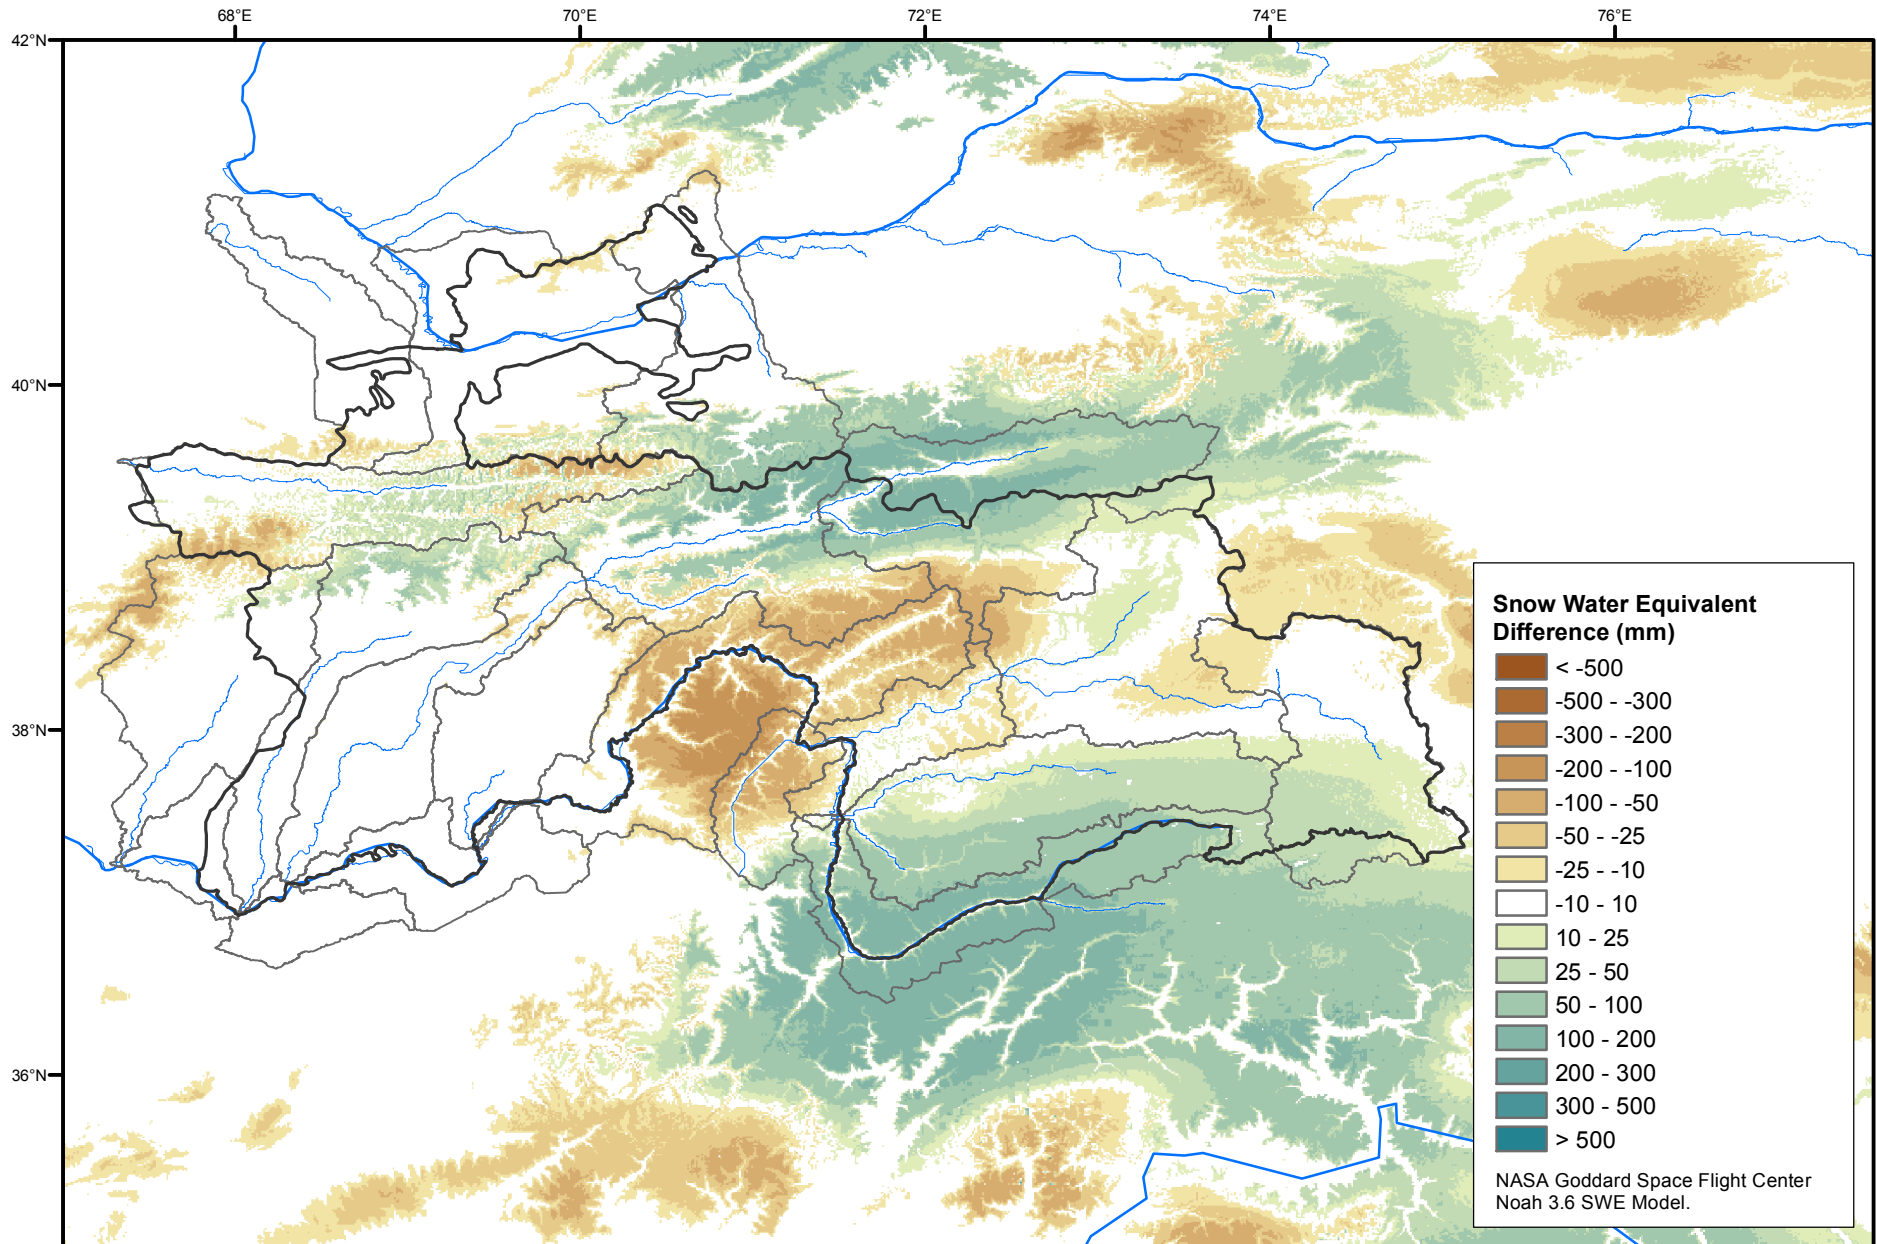 68°E 70°E 72°E 74°E 76°E
42°N
40°N
38°N
36°N
Snow Water Equivalent
Difference (mm)
< -500
-500 - -300
-300 - -200
-200 - -100
-100 - -50
-50 - -25
-25 - -10
-10 - 10
10 - 25
25 - 50
50 - 100
100 - 200
200 - 300
300 - 500
> 500
NASA Goddard Space Flight Center
Noah 3.6 SWE Model.